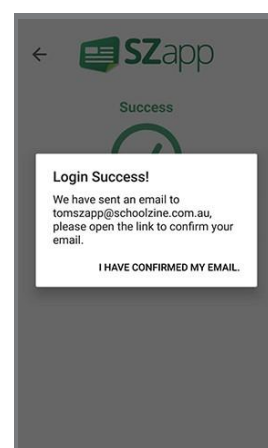 SZapp
Success
Login Success!
We have sent an email to
tomszapp@schoolzine.com.au,
please open the link to confirm your
email.
I HAVE CONFIRMED MY EMAIL.